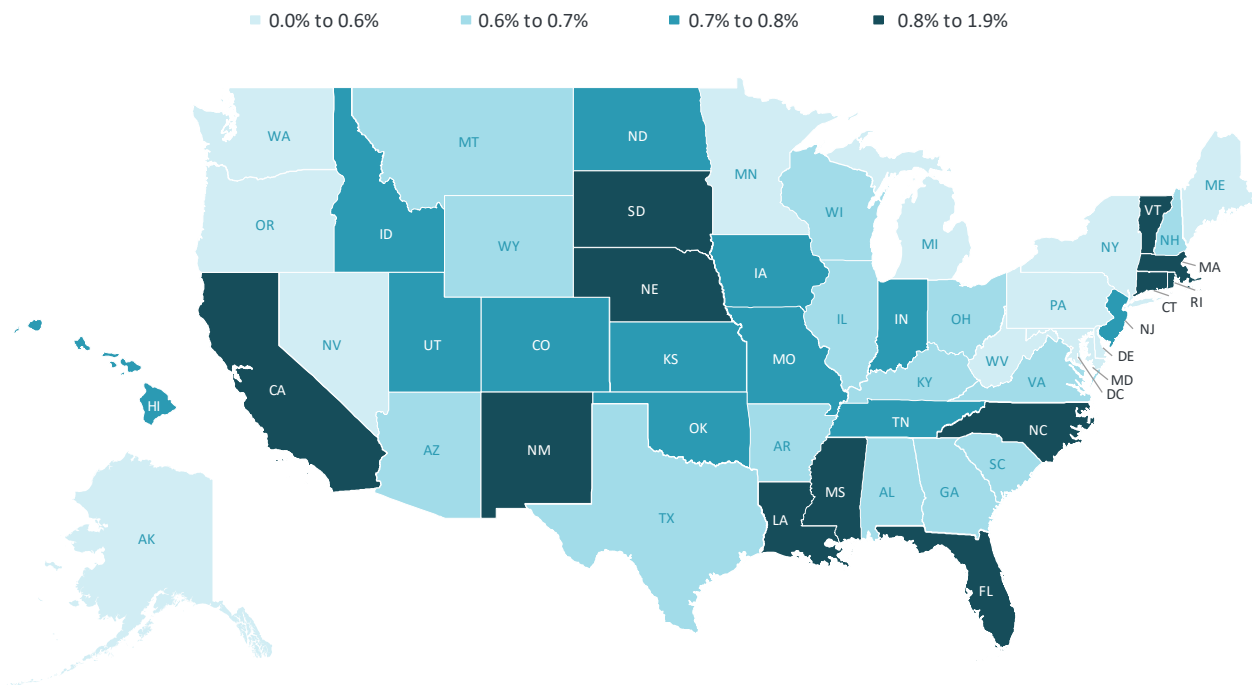 0.0% to 0.6% 0.6% to 0.7% 0.7% to 0.8% 0.8% to 1.9%
WA
MT
ND
MN
ME
VT
NH
OR
ID
WY
SD
WI
MI
NY
MA
RI
CT
IA
NE
PA
NJ
NV
UT
CO
KS
MO
IL
IN
OH
WV
VA
DE
MD
DC
KY
CA
HI
AZ
NM
OK
AR
TN
NC
SC
MS
AL
GA
TX
LA
AK
FL